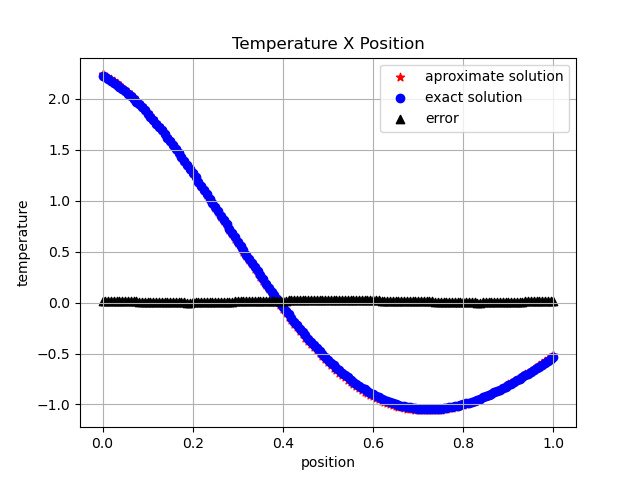 Temperature X Position
aproximate solution
exact solution
error
temperature
2.0
1.5
1.0
0.5
0.0
−0.5
−1.0
0.0 0.2 0.4 0.6 0.8 1.0
position